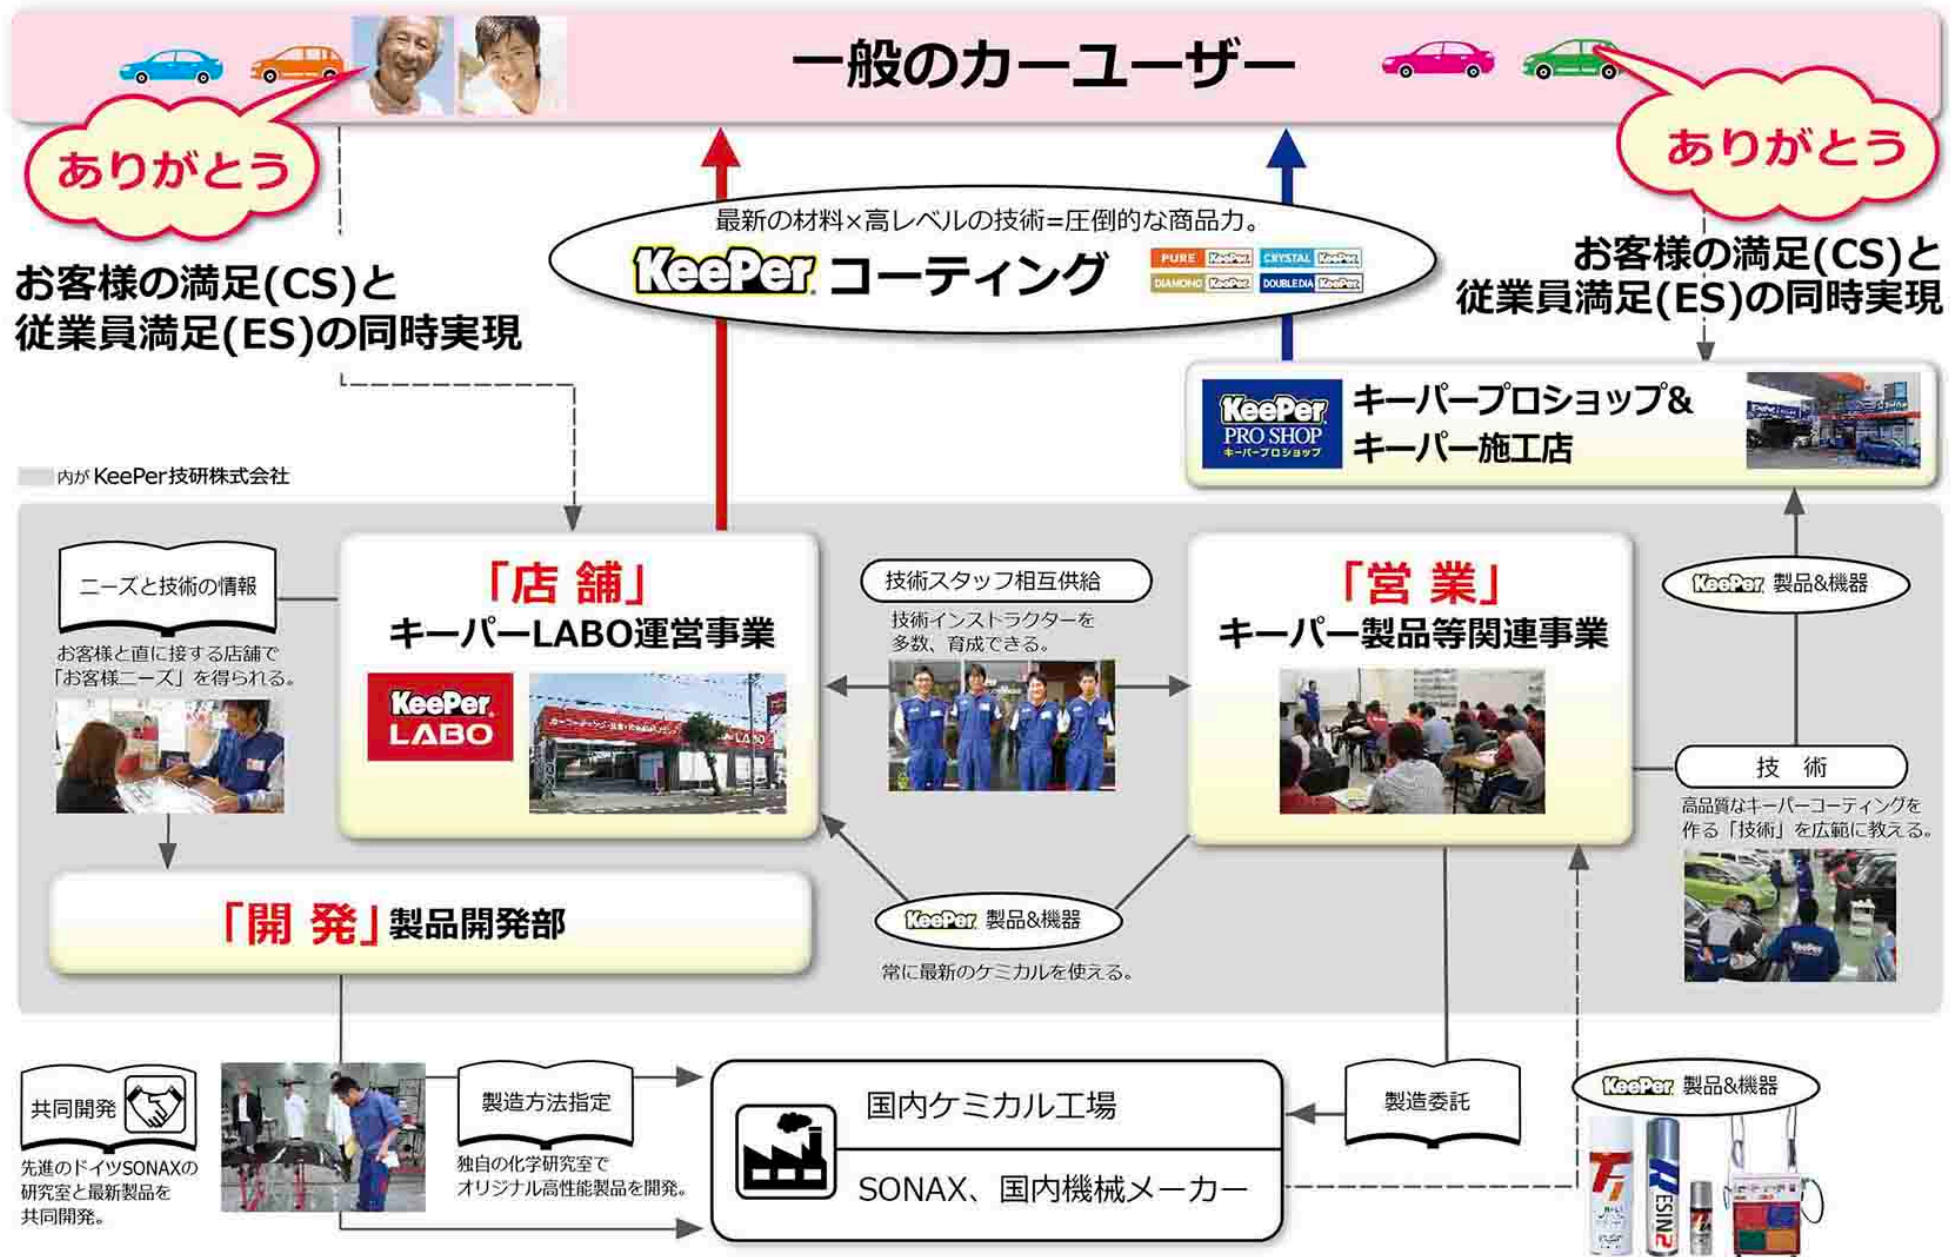 一般のカーユーザー
ありがとう
ありがとう
最新の材料×高レベルの技術=圧倒的な商品力。
KeePer コーティング
PURE KeePer CRYSTAL KeePer
DIAMOND KeePer DOUBLE DIA KeePer
お客様の満足(CS)と
従業員満足(ES)の同時実現
お客様の満足(CS)と
従業員満足(ES)の同時実現
KeePer
PRO SHOP
キーパープロショップ
キーパープロショップ&
キーパー施工店
内が KeePer技研株式会社
ニーズと技術の情報
お客様と直に接する店舗で
「お客様ニーズ」を得られる。
「店 舗」
キーパーLABO運営事業
KeePer
LABO
技術スタッフ相互供給
技術インストラクターを
多数、育成できる。
「営 業」
キーパー製品等関連事業
KeePer 製品&機器
技 術
高品質なキーパーコーティングを
作る「技術」を広範に教える。
KeePer
「開 発」製品開発部
KeePer 製品&機器
常に最新のケミカルを使える。
共同開発
先進のドイツSONAXの
研究室と最新製品を
共同開発。
製造方法指定
独自の化学研究室で
オリジナル高性能製品を開発。
国内ケミカル工場
SONAX、国内機械メーカー
製造委託
KeePer 製品&機器
RESIN2